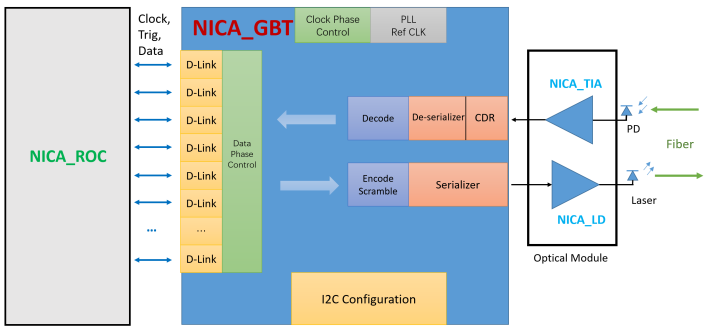 Clock,
Trig,
Data
NICA_GBT
Clock Phase
Control
PLL
Ref CLK
NICA_ROC
D-Link
D-Link
D-Link
D-Link
D-Link
D-Link
...
D-Link
...
Data
Phase
Control
Decode
De-serializer
CDR
Encode
Scramble
Serializer
I2C Configuration
NICA_TIA
NICA_LD
Optical Module
PD
Fiber
Laser